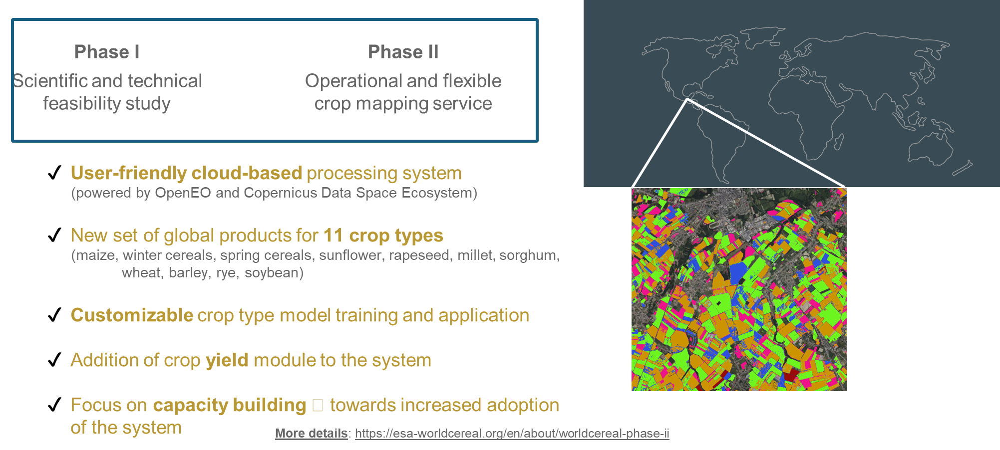 Phase I
Scientific and technical
feasibility study
Phase II
Operational and flexible
crop mapping service
✓ User-friendly cloud-based processing system
(powered by OpenEO and Copernicus Data Space Ecosystem)
✓ New set of global products for 11 crop types
(maize, winter cereals, spring cereals, sunflower, rapeseed, millet, sorghum,
wheat, barley, rye, soybean)
✓ Customizable crop type model training and application
✓ Addition of crop yield module to the system
✓ Focus on capacity building □ towards increased adoption
of the system
More details: https://esa-worldcereal.org/en/about/worldcereal-phase-ii